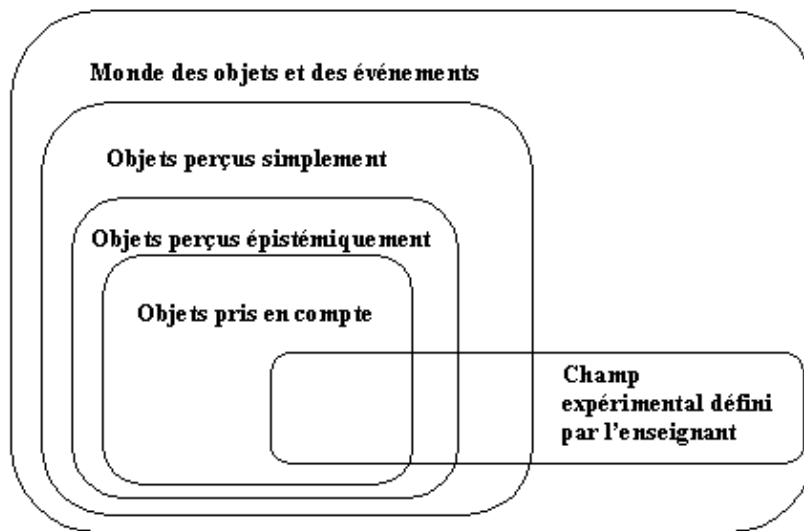 Monde des objets et des événements
Objets perçus simplement
Objets perçus épistémiquement
Objets pris en compte
Champ
expérimental défini
par l'enseignant